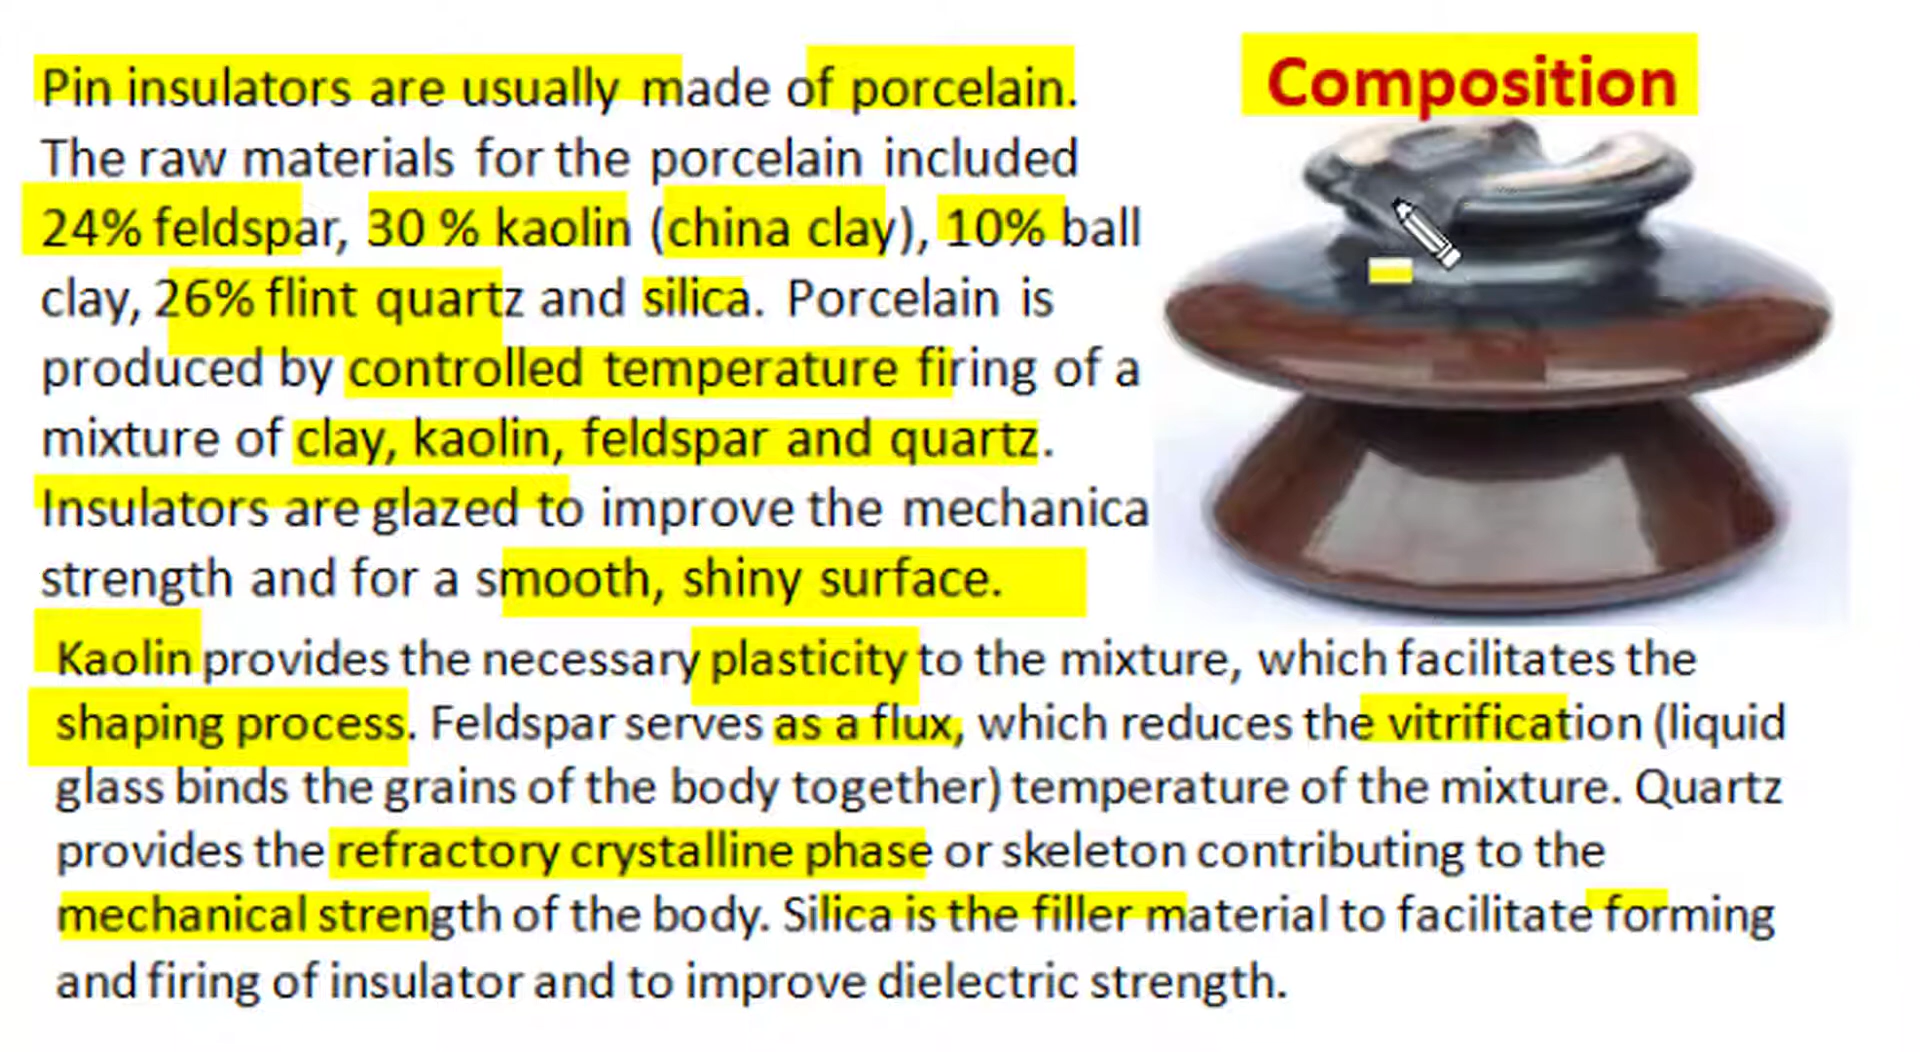 Composition
Pin insulators are usually made of porcelain.
The raw materials for the porcelain included
24% feldspar, 30 % kaolin (china clay), 10% ball
clay, 26% flint quartz and silica. Porcelain is
produced by controlled temperature firing of a
mixture of clay, kaolin, feldspar and quartz.
Insulators are glazed to improve the mechanica
strength and for a smooth, shiny surface.
Kaolin provides the necessary plasticity to the mixture, which facilitates the
shaping process. Feldspar serves as a flux, which reduces the vitrification (liquid
glass binds the grains of the body together) temperature of the mixture. Quartz
provides the refractory crystalline phase or skeleton contributing to the
mechanical strength of the body. Silica is the filler material to facilitate forming
and firing of insulator and to improve dielectric strength.